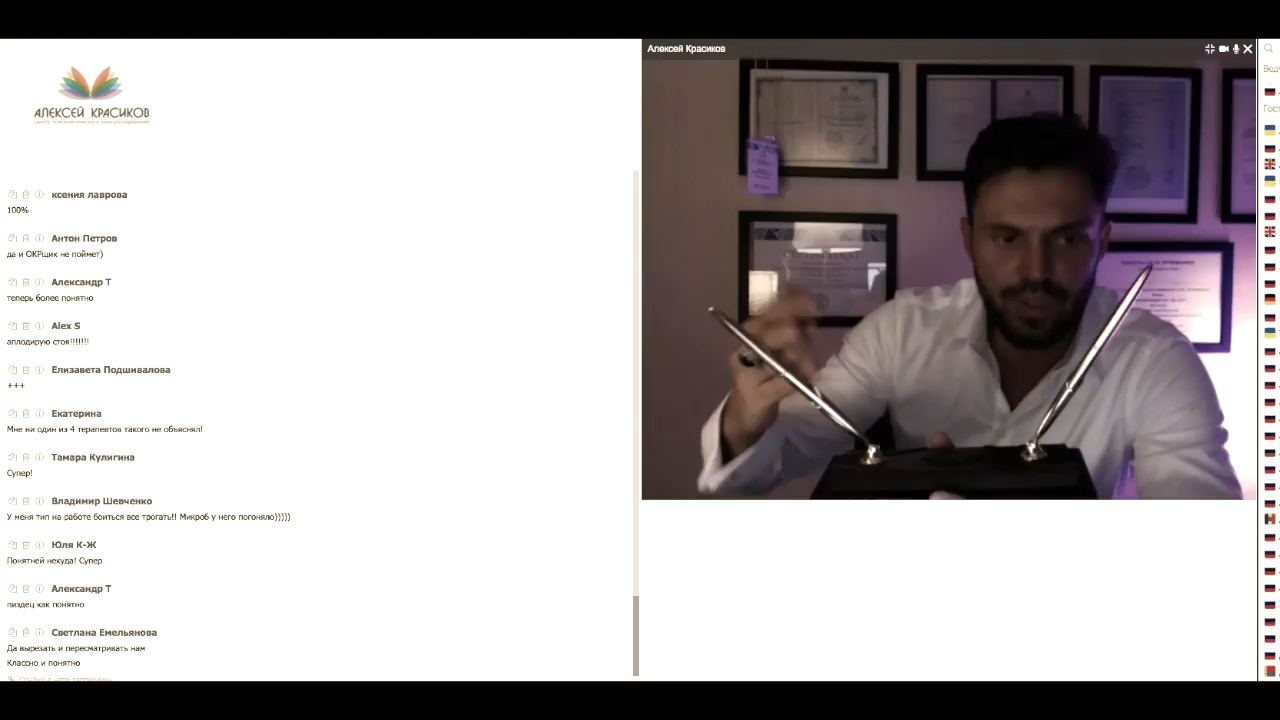 АЛЕКСЕЙ КРАСИКОВ
ксения лаврова
100%
Антон Петров
да и ОКРщик не поймет)
Александр Т
теперь более понятно
Alex S
аплодирую стоя!!!!!!!
Елизавета Подшивалова
+++
Екатерина
Мне ни один из 4 терапевтов такого не объяснял!
Тамара Кулигина
Супер!
Владимир Шевченко
У меня тип на работе боиться все трогать!! Микроб у него погоняло)))))
Юля К-Ж
Понятней некуда! Супер
Александр Т
пиздец как понятно
Светлана Емельянова
Да вырезать и пересматривать нам
Классно и понятно
Алексей Красиков